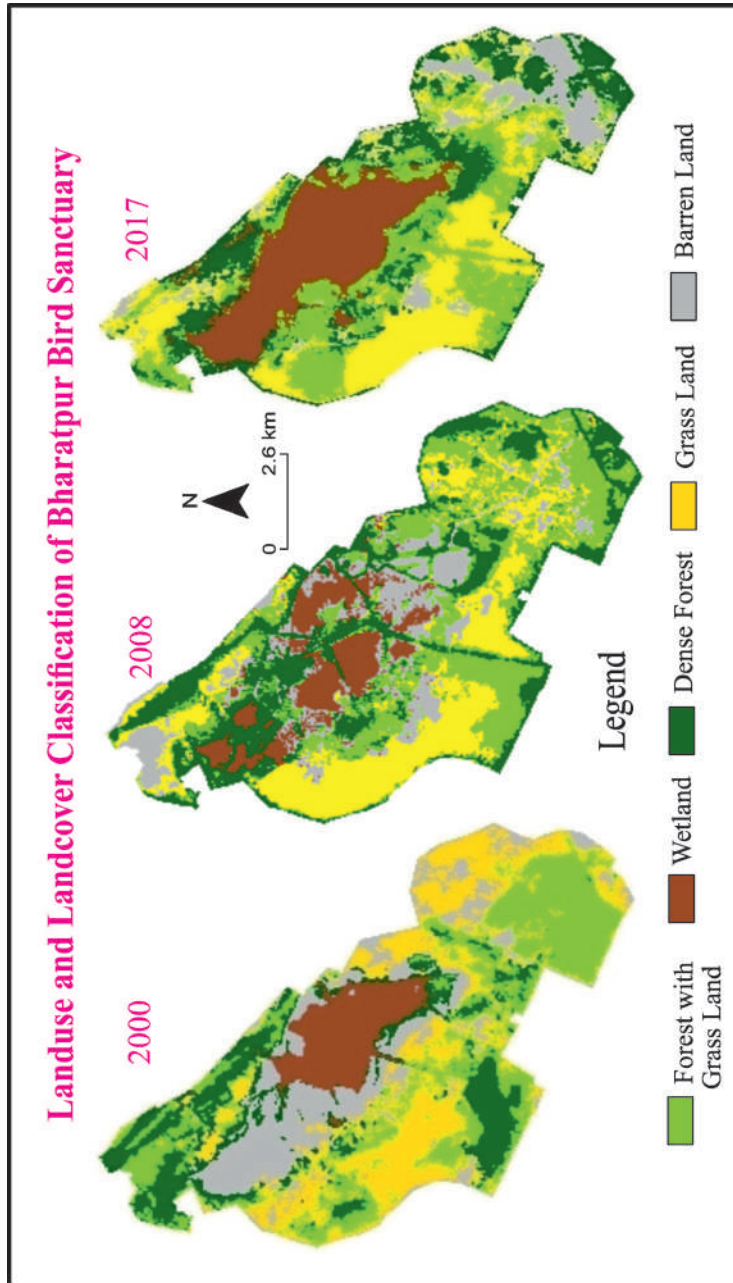 Landuse and Landcover Classification of Bharatpur Bird Sanctuary
2000
2008
2017
N
0
2.6 km
Legend
Forest with
Grass Land
Wetland
Dense Forest
Grass Land
Barren Land